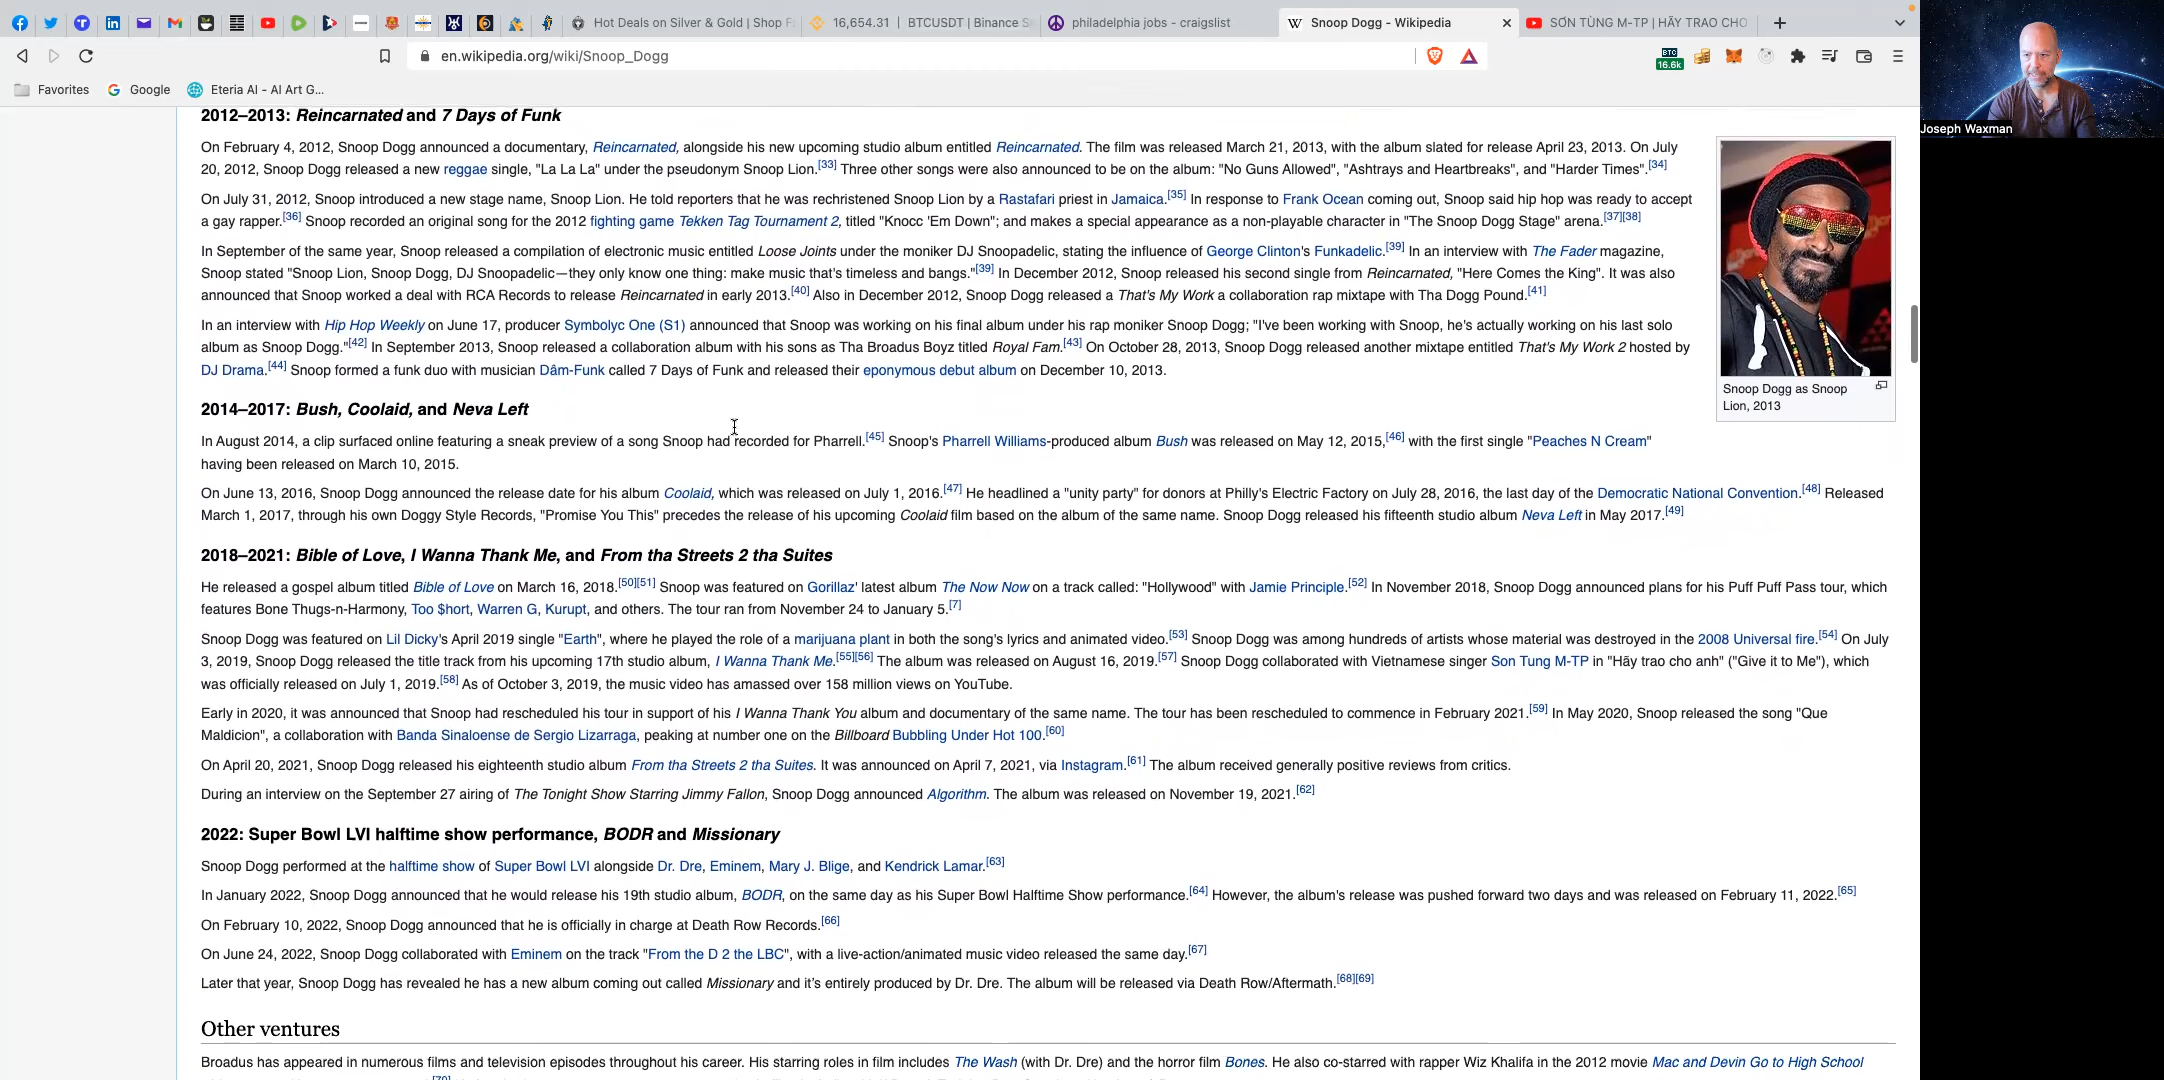 Hot Deals on Silver & Gold | Shop F
16,654.31 | BTCUSDT | Binance S
philadelphia jobs - craigslist
Snoop Dogg - Wikipedia
SƠN TÙNG M-TP | HÃY TRAO CHO
en.wikipedia.org/wiki/Snoop_Dogg
BTC
16.6k
Favorites
Google
Eteria AI - AI Art G...
Joseph Waxman
2012–2013: Reincarnated and 7 Days of Funk
On February 4, 2012, Snoop Dogg announced a documentary, Reincarnated, alongside his new upcoming studio album entitled Reincarnated. The film was released March 21, 2013, with the album slated for release April 23, 2013. On July
20, 2012, Snoop Dogg released a new reggae single, "La La La" under the pseudonym Snoop Lion.[33] Three other songs were also announced to be on the album: "No Guns Allowed", "Ashtrays and Heartbreaks", and "Harder Times".[34]
On July 31, 2012, Snoop introduced a new stage name, Snoop Lion. He told reporters that he was rechristened Snoop Lion by a Rastafari priest in Jamaica.[35] In response to Frank Ocean coming out, Snoop said hip hop was ready to accept
a gay rapper.[36] Snoop recorded an original song for the 2012 fighting game Tekken Tag Tournament 2, titled "Knocc 'Em Down"; and makes a special appearance as a non-playable character in "The Snoop Dogg Stage" arena.[37][38]
In September of the same year, Snoop released a compilation of electronic music entitled Loose Joints under the moniker DJ Snoopadelic, stating the influence of George Clinton's Funkadelic.[39] In an interview with The Fader magazine,
Snoop stated "Snoop Lion, Snoop Dogg, DJ Snoopadelic—they only know one thing: make music that's timeless and bangs."[39] In December 2012, Snoop released his second single from Reincarnated, "Here Comes the King". It was also
announced that Snoop worked a deal with RCA Records to release Reincarnated in early 2013.[40] Also in December 2012, Snoop Dogg released a That's My Work a collaboration rap mixtape with Tha Dogg Pound.[41]
In an interview with Hip Hop Weekly on June 17, producer Symbolyc One (S1) announced that Snoop was working on his final album under his rap moniker Snoop Dogg; "I've been working with Snoop, he's actually working on his last solo
album as Snoop Dogg."[42] In September 2013, Snoop released a collaboration album with his sons as Tha Broadus Boyz titled Royal Fam.[43] On October 28, 2013, Snoop Dogg released another mixtape entitled That's My Work 2 hosted by
DJ Drama.[44] Snoop formed a funk duo with musician Dâm-Funk called 7 Days of Funk and released their eponymous debut album on December 10, 2013.
Snoop Dogg as Snoop
Lion, 2013
2014–2017: Bush, Coolaid, and Neva Left
In August 2014, a clip surfaced online featuring a sneak preview of a song Snoop had recorded for Pharrell.[45] Snoop's Pharrell Williams-produced album Bush was released on May 12, 2015,[46] with the first single "Peaches N Cream"
having been released on March 10, 2015.
On June 13, 2016, Snoop Dogg announced the release date for his album Coolaid, which was released on July 1, 2016.[47] He headlined a "unity party" for donors at Philly's Electric Factory on July 28, 2016, the last day of the Democratic National Convention.[48] Released
March 1, 2017, through his own Doggy Style Records, "Promise You This" precedes the release of his upcoming Coolaid film based on the album of the same name. Snoop Dogg released his fifteenth studio album Neva Left in May 2017.[49]
2018–2021: Bible of Love, I Wanna Thank Me, and From tha Streets 2 tha Suites
He released a gospel album titled Bible of Love on March 16, 2018.[50][51] Snoop was featured on Gorillaz' latest album The Now Now on a track called: "Hollywood" with Jamie Principle.[52] In November 2018, Snoop Dogg announced plans for his Puff Puff Pass tour, which
features Bone Thugs-n-Harmony, Too $hort, Warren G, Kurupt, and others. The tour ran from November 24 to January 5.[7]
Snoop Dogg was featured on Lil Dicky's April 2019 single "Earth", where he played the role of a marijuana plant in both the song's lyrics and animated video.[53] Snoop Dogg was among hundreds of artists whose material was destroyed in the 2008 Universal fire.[54] On July
3, 2019, Snoop Dogg released the title track from his upcoming 17th studio album, I Wanna Thank Me.[55][56] The album was released on August 16, 2019.[57] Snoop Dogg collaborated with Vietnamese singer Son Tung M-TP in "Hãy trao cho anh" ("Give it to Me"), which
was officially released on July 1, 2019.[58] As of October 3, 2019, the music video has amassed over 158 million views on YouTube.
Early in 2020, it was announced that Snoop had rescheduled his tour in support of his I Wanna Thank You album and documentary of the same name. The tour has been rescheduled to commence in February 2021.[59] In May 2020, Snoop released the song "Que
Maldicion", a collaboration with Banda Sinaloense de Sergio Lizarraga, peaking at number one on the Billboard Bubbling Under Hot 100.[60]
On April 20, 2021, Snoop Dogg released his eighteenth studio album From tha Streets 2 tha Suites. It was announced on April 7, 2021, via Instagram.[61] The album received generally positive reviews from critics.
During an interview on the September 27 airing of The Tonight Show Starring Jimmy Fallon, Snoop Dogg announced Algorithm. The album was released on November 19, 2021.[62]
2022: Super Bowl LVI halftime show performance, BODR and Missionary
Snoop Dogg performed at the halftime show of Super Bowl LVI alongside Dr. Dre, Eminem, Mary J. Blige, and Kendrick Lamar.[63]
In January 2022, Snoop Dogg announced that he would release his 19th studio album, BODR, on the same day as his Super Bowl Halftime Show performance.[64] However, the album's release was pushed forward two days and was released on February 11, 2022.[65]
On February 10, 2022, Snoop Dogg announced that he is officially in charge at Death Row Records.[66]
On June 24, 2022, Snoop Dogg collaborated with Eminem on the track "From the D 2 the LBC", with a live-action/animated music video released the same day.[67]
Later that year, Snoop Dogg has revealed he has a new album coming out called Missionary and it's entirely produced by Dr. Dre. The album will be released via Death Row/Aftermath.[68][69]
Other ventures
Broadus has appeared in numerous films and television episodes throughout his career. His starring roles in film includes The Wash (with Dr. Dre) and the horror film Bones. He also co-starred with rapper Wiz Khalifa in the 2012 movie Mac and Devin Go to High School